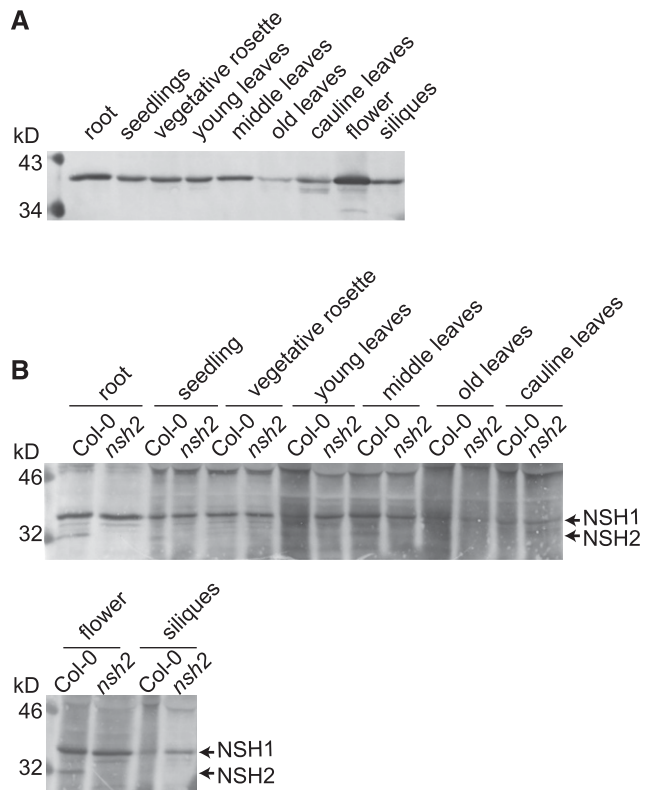 A
root seedlings vegetative rosette young leaves middle leaves old leaves cauline leaves flower siliques
kD
43
34
B
root seedling vegetative rosette young leaves middle leaves old leaves cauline leaves
Col-0 nsh2 Col-0 nsh2 Col-0 nsh2 Col-0 nsh2 Col-0 nsh2 Col-0 nsh2 Col-0 nsh2
kD
46
NSH1
32
NSH2
flower siliques
Col-0 nsh2 Col-0 nsh2
kD
46
NSH1
32
NSH2